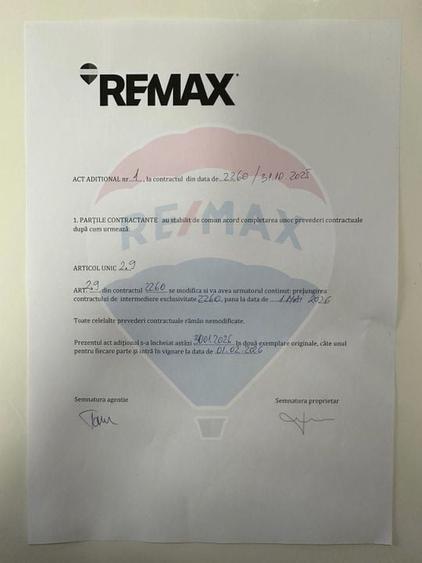 RE/MAX
ACT ADITIONAL nr. 1, la contractul din data de 2260 / 31.10.2025
RE/MAX
1. PARȚILE CONTRACTANTE au stabilit de comun acord completarea unor prevederi contractuale
după cum urmează:
ARTICOL UNIC 2.9
ART. 2.9 din contractul 2260 se modifica si va avea urmatorul continut: prelungirea
contractului de intermediere exclusivitate 2260, pana la data de 1 MAI 2026
Toate celelalte prevederi contractuale rămân nemodificate.
Prezentul act adițional s-a încheiat astăzi 30.01.2026 în două exemplare originale, câte unul
pentru fiecare parte și intră în vigoare la data de 01.02.2026
Semnatura agentie
Semnatura proprietar